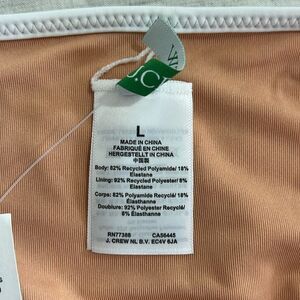 J.C
L
MADE IN CHINA
FABRIQUÉ EN CHINE
HERGESTELLT IN CHINA
中国製
Body: 82% Recycled Polyamide/ 18%
Elastane
Lining: 92% Recycled Polyester/ 8%
Elastane
Corps: 82% Polyamide Recyclé/ 18%
Élasthanne
Doublure: 92% Polyester Recyclé/
8% Élasthanne
RN77388 CA56445
J. CREW NL B.V. EC4V 6JA